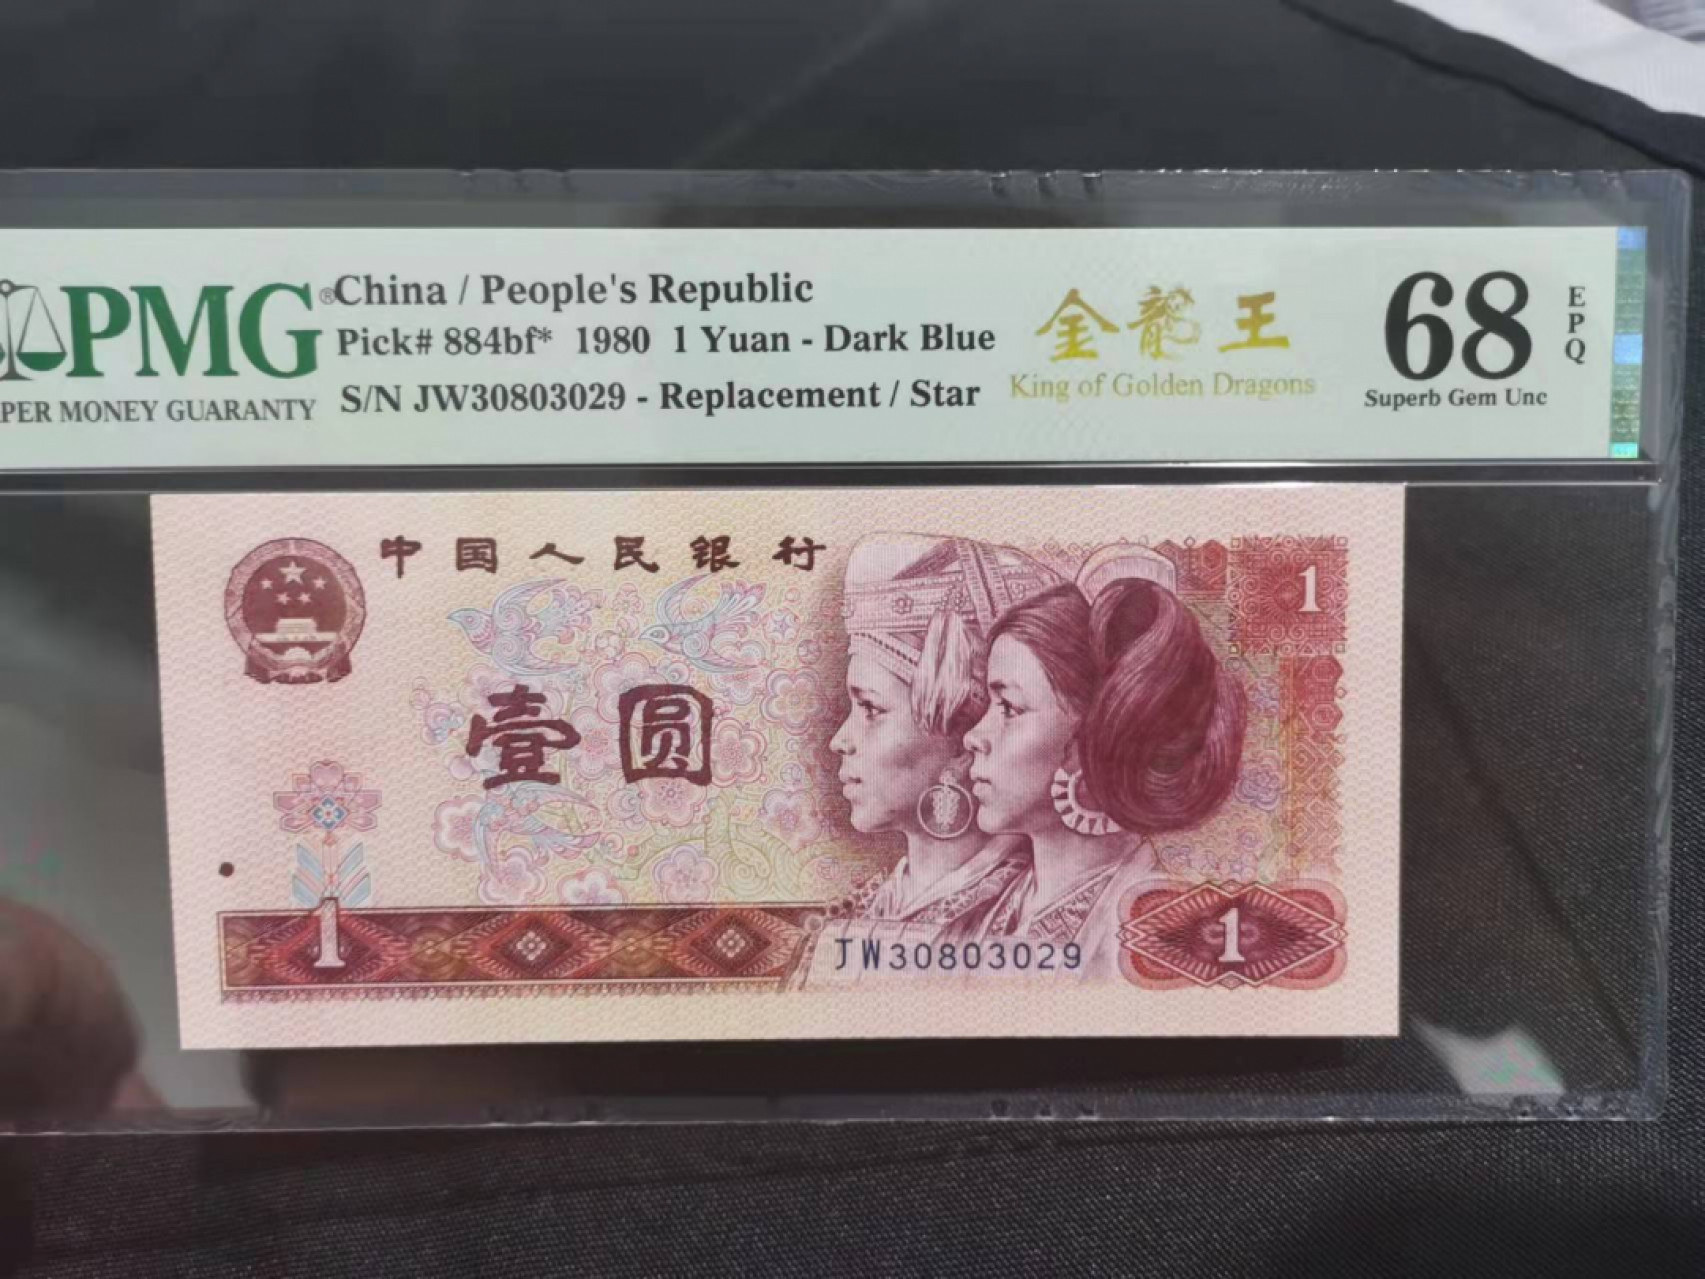 PMG®
PER MONEY GUARANTY
China / People's Republic
Pick# 884bf* 1980 1 Yuan - Dark Blue
S/N JW30803029 - Replacement / Star
金龍王
King of Golden Dragons
68
EPQ
Superb Gem Unc
中国人民银行
1
壹圆
1
JW30803029
1